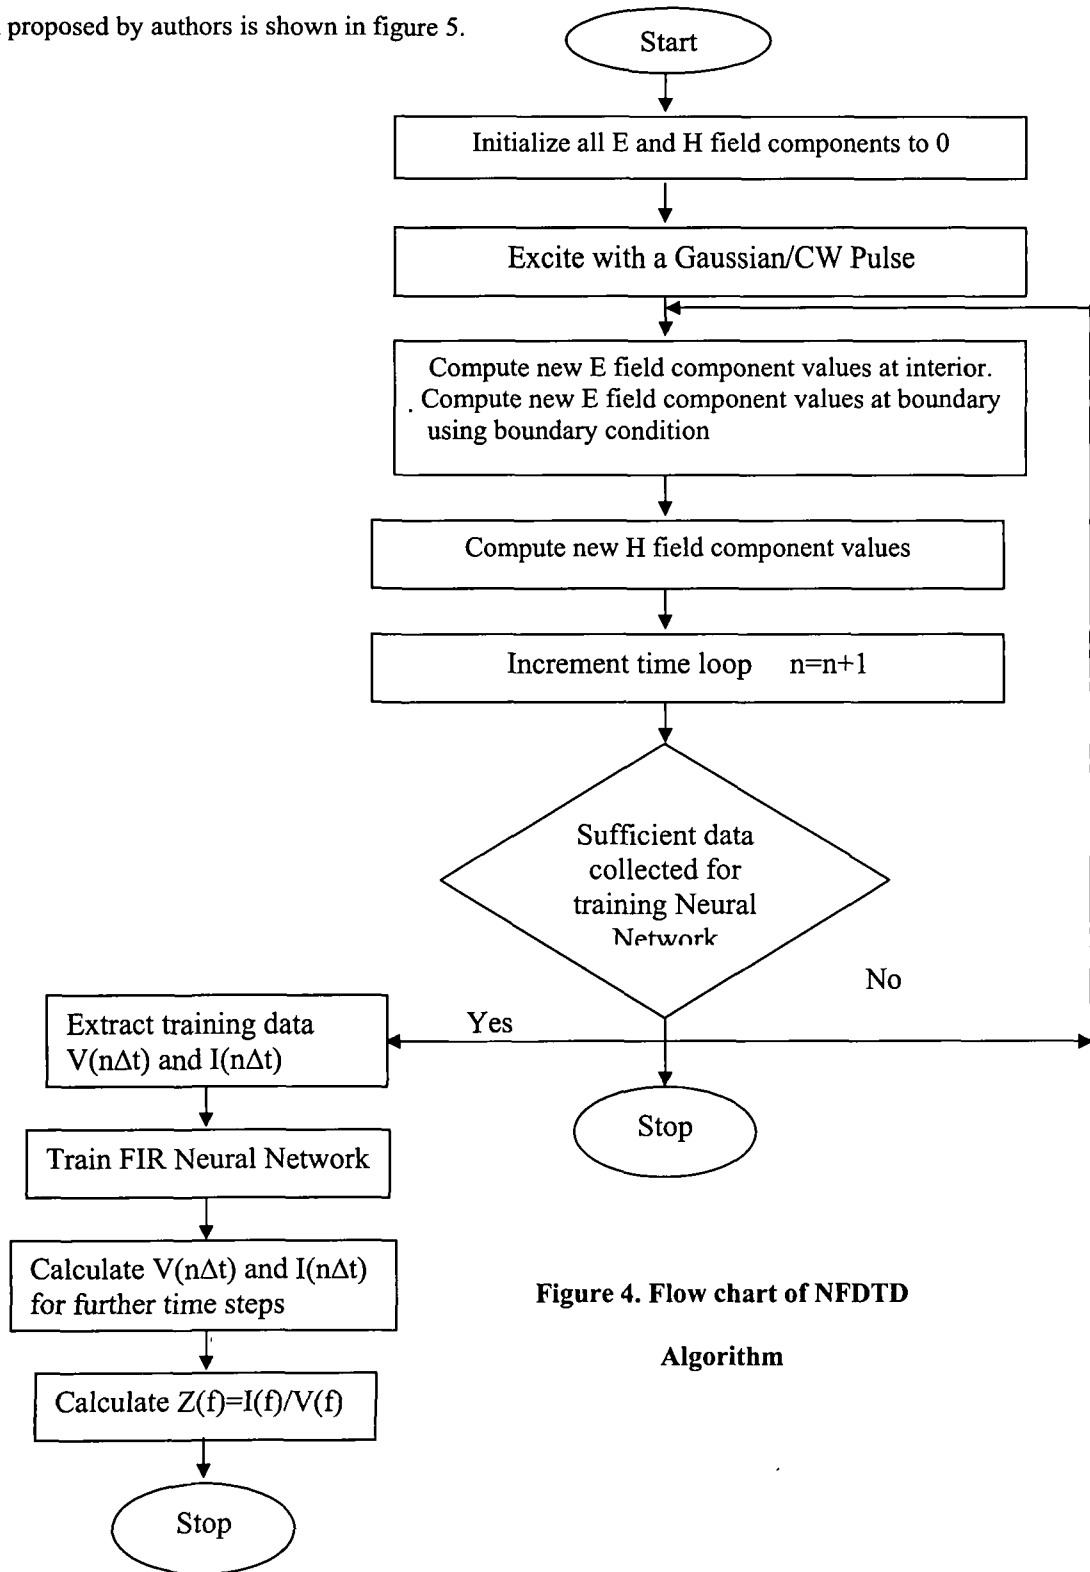 proposed by authors is shown in figure 5.
Start
Initialize all E and H field components to 0
Excite with a Gaussian/CW Pulse
Compute new E field component values at interior.
. Compute new E field component values at boundary
using boundary condition
Compute new H field component values
Increment time loop n=n+1
Sufficient data
collected for
training Neural
Network
No
Yes
Extract training data
V(nΔt) and I(nΔt)
Stop
Train FIR Neural Network
Calculate V(nΔt) and I(nΔt)
for further time steps
Figure 4. Flow chart of NFDTD
Algorithm
Calculate Z(f)=I(f)/V(f)
Stop